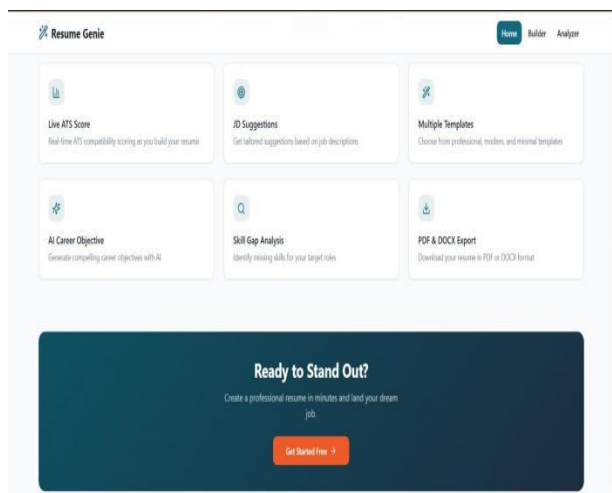 Resume Genie
Home Builder Analyzer
Live ATS Score
Real-time ATS compatibility scoring as you build your resume
JD Suggestions
Get tailored suggestions based on job descriptions
Multiple Templates
Choose from professional, modern, and minimal templates
AI Career Objective
Generate compelling career objectives with AI
Skill Gap Analysis
Identify missing skills for your target roles
PDF & DOCX Export
Download your resume in PDF or DOCX format
Ready to Stand Out?
Create a professional resume in minutes and land your dream
job.
Get Started Free →